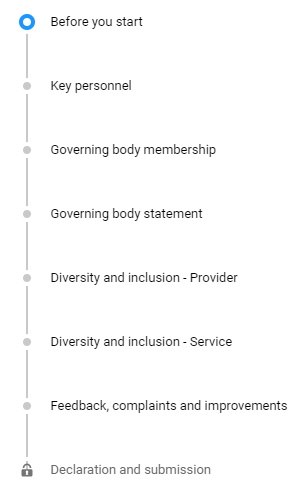 Before you start
Key personnel
Governing body membership
Governing body statement
Diversity and inclusion - Provider
Diversity and inclusion - Service
Feedback, complaints and improvements
Declaration and submission